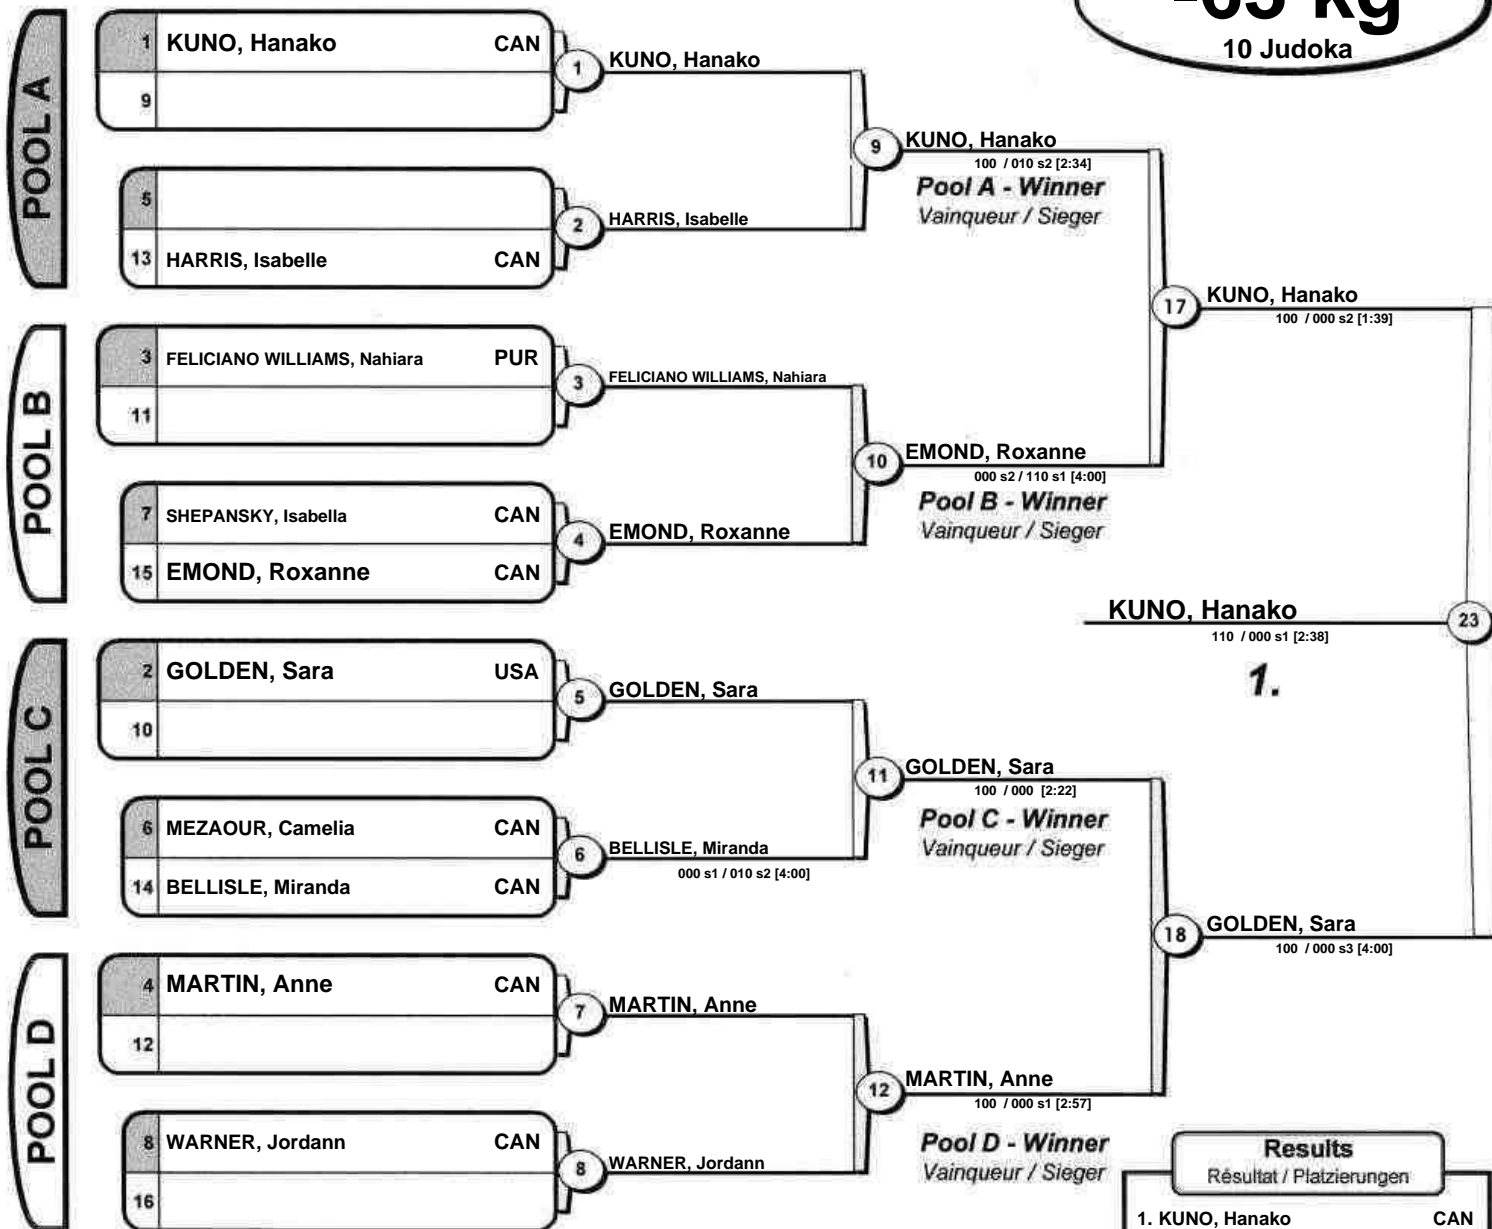 -63 kg
10 Judoka
POOL A
1 KUNO, Hanako CAN
9
5
13 HARRIS, Isabelle CAN
1 KUNO, Hanako
2 HARRIS, Isabelle
9 KUNO, Hanako
100 / 010 s2 [2:34]
Pool A - Winner
Vainqueur / Sieger
POOL B
3 FELICIANO WILLIAMS, Nahiara PUR
11
7 SHEPANSKY, Isabella CAN
15 EMOND, Roxanne CAN
3 FELICIANO WILLIAMS, Nahiara
4 EMOND, Roxanne
10 EMOND, Roxanne
000 s2 / 110 s1 [4:00]
Pool B - Winner
Vainqueur / Sieger
17 KUNO, Hanako
100 / 000 s2 [1:39]
POOL C
2 GOLDEN, Sara USA
10
6 MEZAOUR, Camelia CAN
14 BELLISLE, Miranda CAN
5 GOLDEN, Sara
6 BELLISLE, Miranda
000 s1 / 010 s2 [4:00]
11 GOLDEN, Sara
100 / 000 [2:22]
Pool C - Winner
Vainqueur / Sieger
POOL D
4 MARTIN, Anne CAN
12
8 WARNER, Jordann CAN
16
7 MARTIN, Anne
8 WARNER, Jordann
12 MARTIN, Anne
100 / 000 s1 [2:57]
Pool D - Winner
Vainqueur / Sieger
18 GOLDEN, Sara
100 / 000 s3 [4:00]
KUNO, Hanako 23
110 / 000 s1 [2:38]
1.
Results
Résultat / Platzierungen
1. KUNO, Hanako CAN